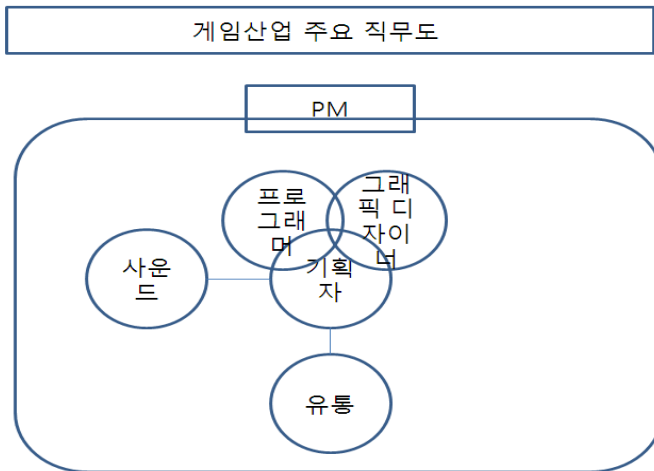 게임산업 주요 직무도
PM
프로
그래
머
그래
픽 디
자이
너
사운
드
기획
자
유통